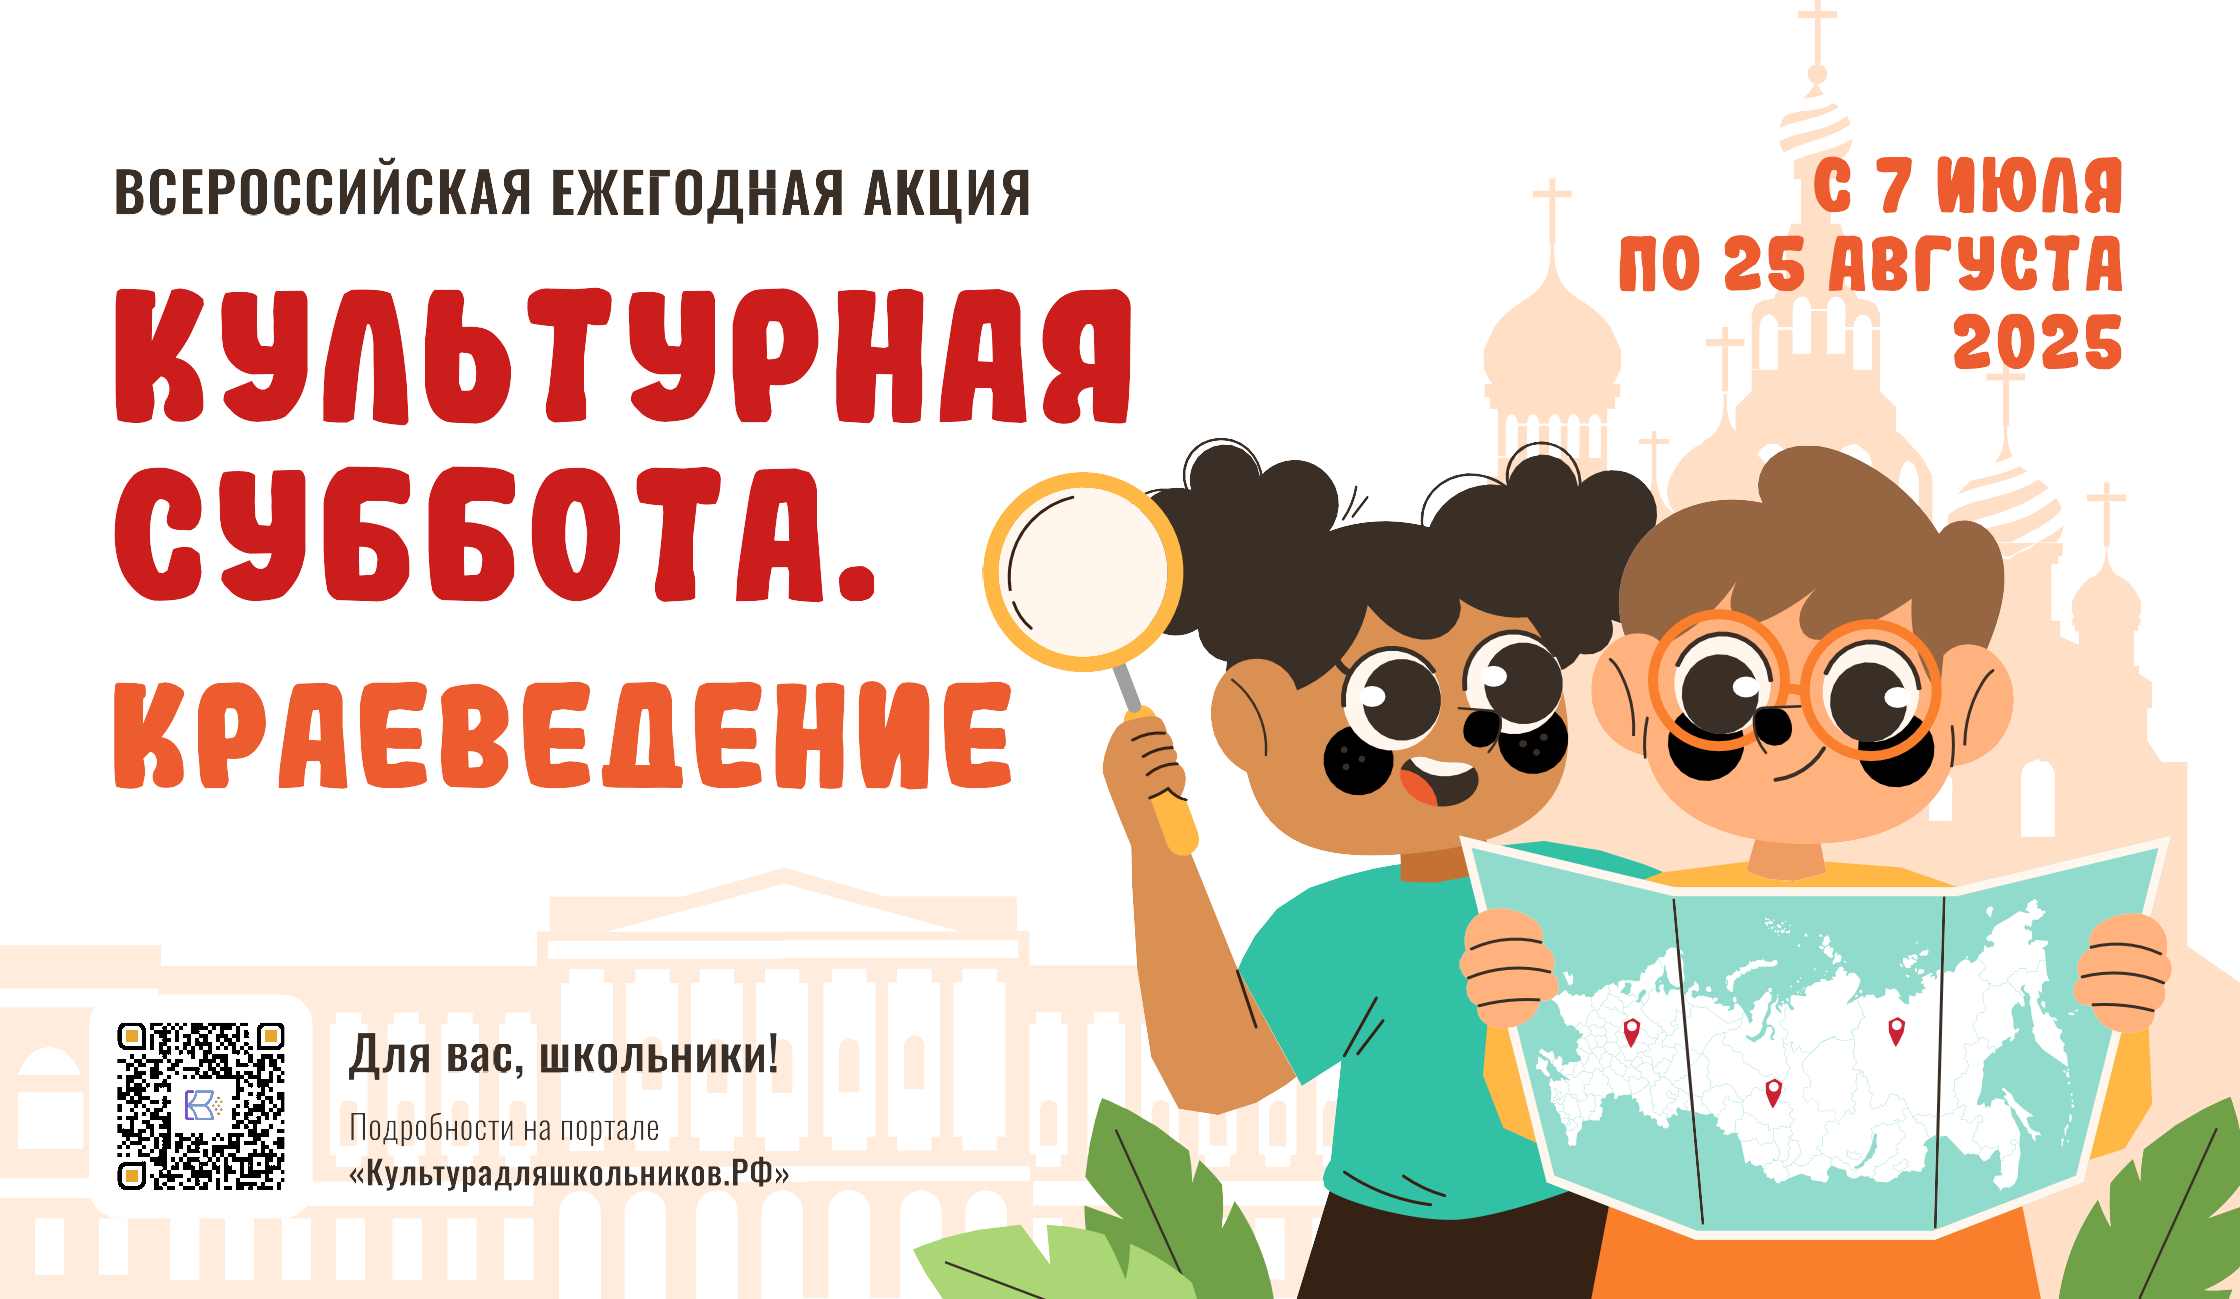 ВСЕРОССИЙСКАЯ ЕЖЕГОДНАЯ АКЦИЯ
КУЛЬТУРНАЯ
СУББОТА.
КРАЕВЕДЕНИЕ
С 7 ИЮЛЯ
ПО 25 АВГУСТА
2025
Для вас, школьники!
Подробности на портале
«Культурадляшкольников.РФ»